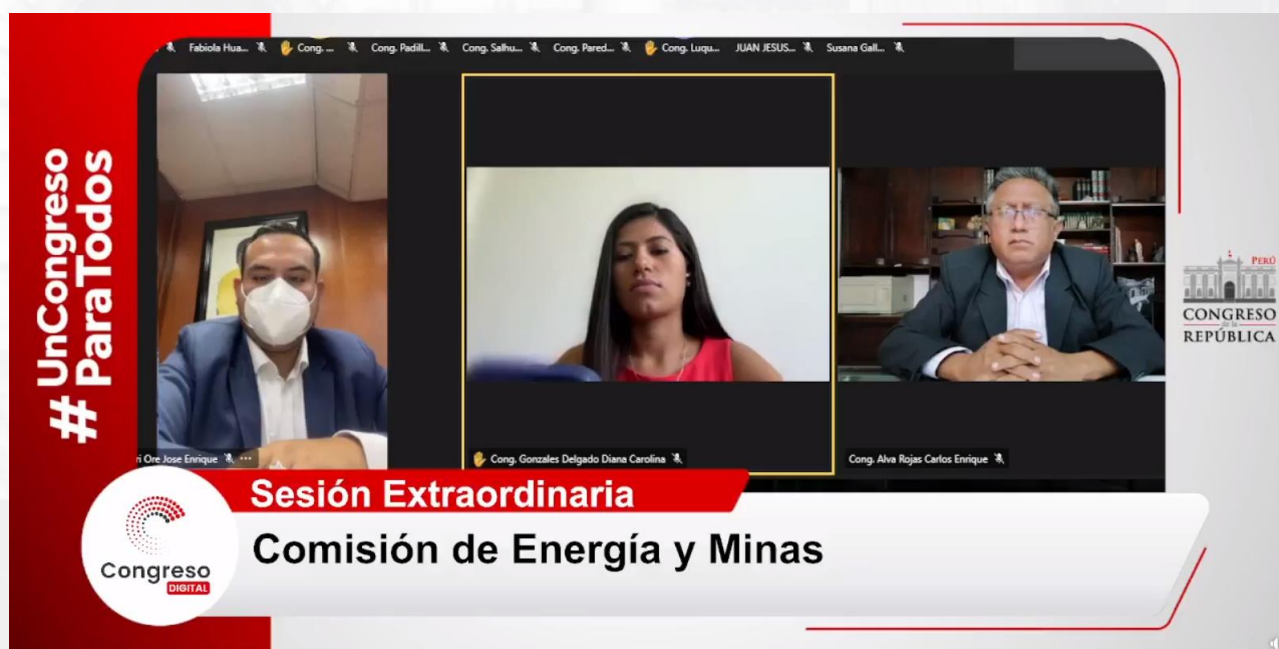 #UnCongreso
ParaTodos
Fabiola Hua...
Cong. ...
Cong. Padill...
Cong. Salhu...
Cong. Pared...
Cong. Luqu...
JUAN JESUS...
Susana Gall...
i Ore Jose Enrique
Cong. Gonzales Delgado Diana Carolina
Cong. Alva Rojas Carlos Enrique
PERÚ
CONGRESO
de la
REPÚBLICA
Sesión Extraordinaria
Comisión de Energía y Minas
Congreso
DIGITAL